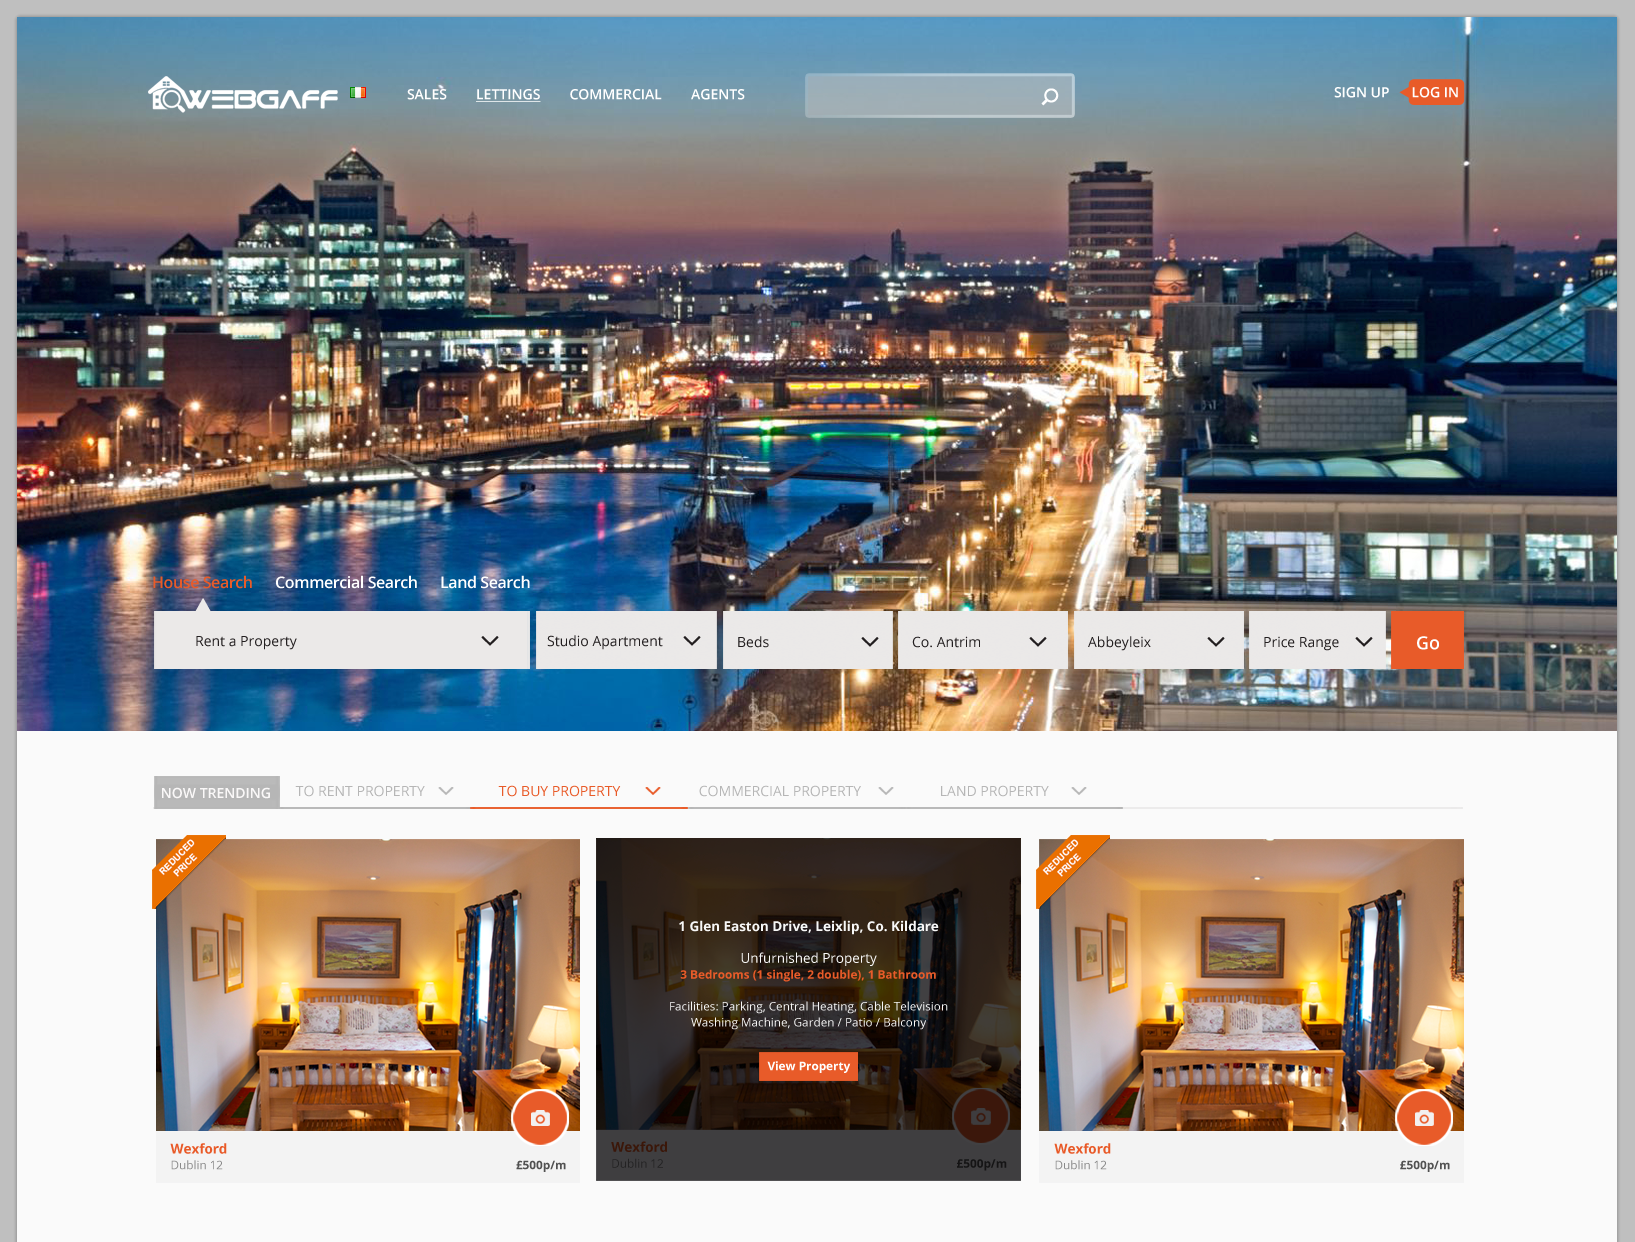 WEBGAFF
SALES LETTINGS COMMERCIAL AGENTS
SIGN UP LOG IN
House Search Commercial Search Land Search
Rent a Property
Studio Apartment
Beds
Co. Antrim
Abbeyleix
Price Range
Go
NOW TRENDING TO RENT PROPERTY TO BUY PROPERTY COMMERCIAL PROPERTY LAND PROPERTY
REDUCED
PRICE
Wexford
Dublin 12
£500p/m
1 Glen Easton Drive, Leixlip, Co. Kildare
Unfurnished Property
3 Bedrooms (1 single, 2 double), 1 Bathroom
Facilities: Parking, Central Heating, Cable Television
Washing Machine, Garden / Patio / Balcony
View Property
Wexford
Dublin 12
£500p/m
REDUCED
PRICE
Wexford
Dublin 12
£500p/m